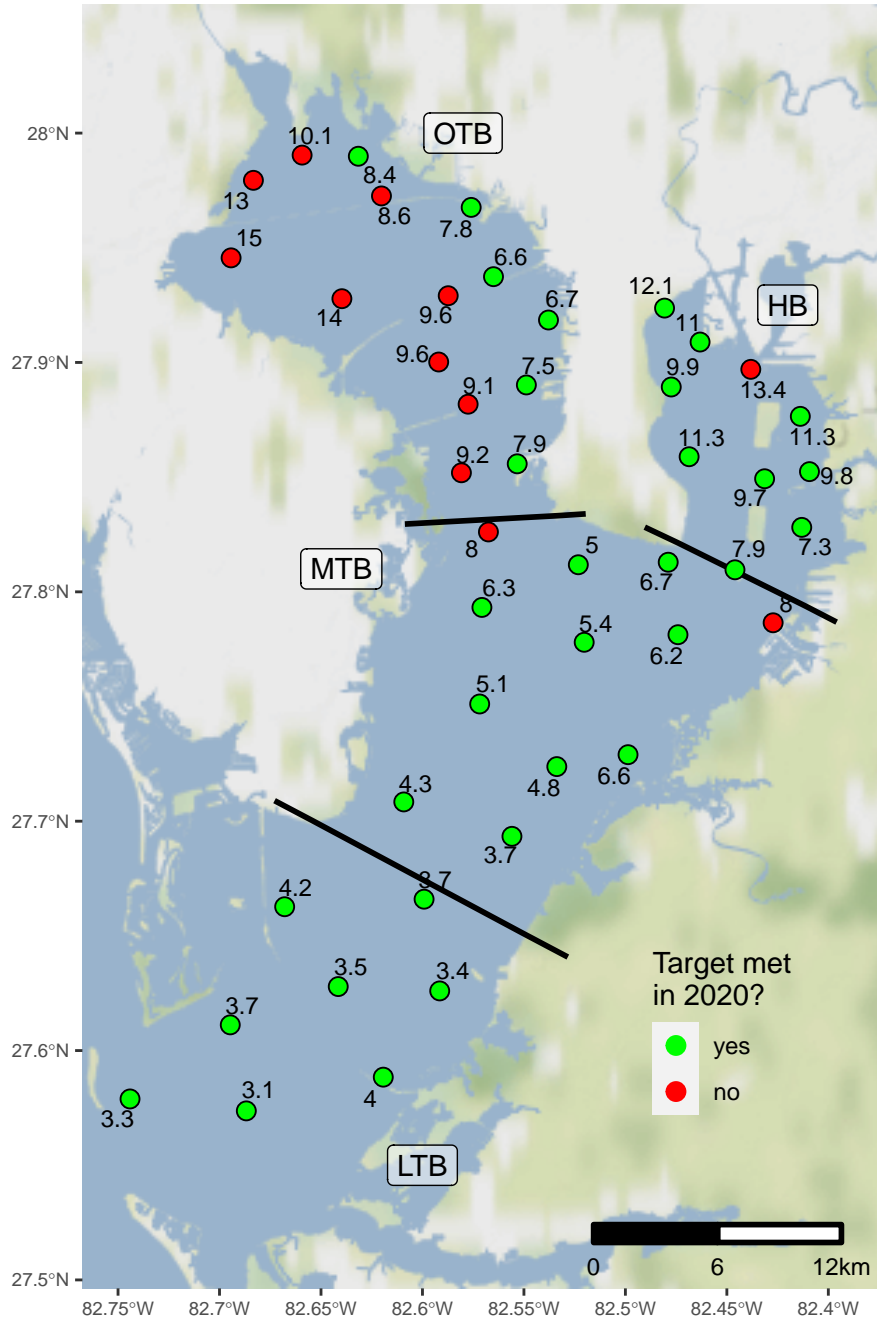 OTB
28°N
10.1
8.4
13
8.6
7.8
15
6.6
12.1
HB
14
9.6
6.7
11
27.9°N
9.6
7.5
9.9
13.4
9.1
11.3
11.3
9.2
7.9
9.8
9.7
8
5
7.9
7.3
MTB
6.7
27.8°N
6.3
8
5.4
6.2
5.1
4.3
4.8
6.6
27.7°N
3.7
4.2
3.7
3.5
3.4
Target met
in 2020?
3.7
yes
27.6°N
no
3.3
3.1
4
LTB
0 6 12km
27.5°N
82.75°W 82.7°W 82.65°W 82.6°W 82.55°W 82.5°W 82.45°W 82.4°W